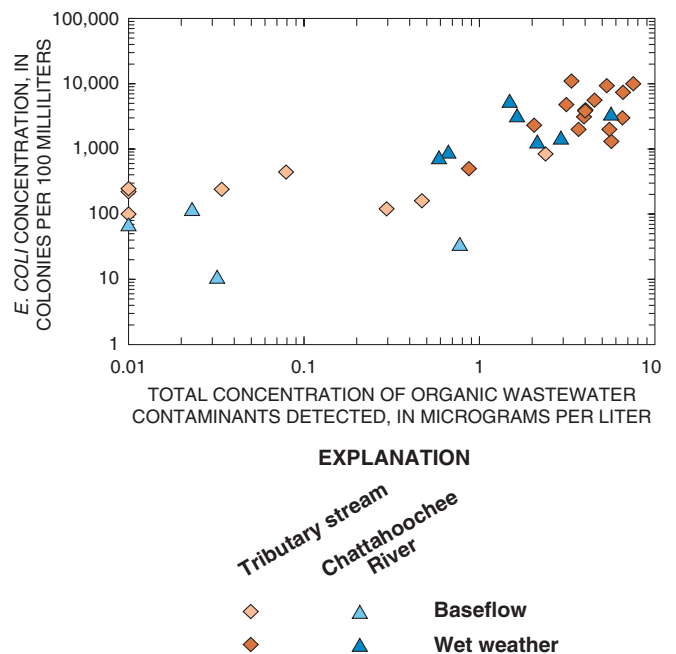 100,000
10,000
1,000
100
10
1
0.01
0.1
1
10
E. COLI CONCENTRATION, IN
COLONIES PER 100 MILLILITERS
TOTAL CONCENTRATION OF ORGANIC WASTEWATER
CONTAMINANTS DETECTED, IN MICROGRAMS PER LITER
EXPLANATION
Tributary stream
Chattahoochee
River
Baseflow
Wet weather